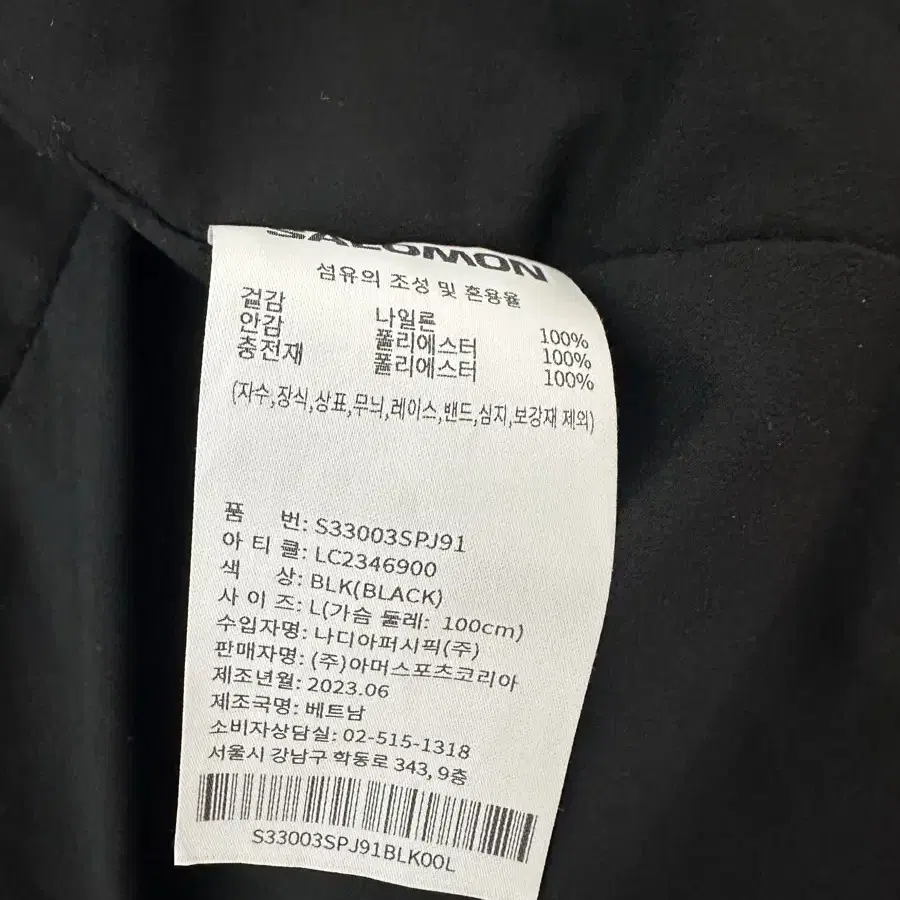 SALOMON
섬유의 조성 및 혼용율
겉감 나일론 100%
안감 폴리에스터 100%
충전재 폴리에스터 100%
(자수,장식,상표,무늬,레이스,밴드,심지,보강재 제외)
품 번: S33003SPJ91
아 티 클: LC2346900
색 상: BLK(BLACK)
사 이 즈: L(가슴 둘레: 100cm)
수입자명: 나디아퍼시픽(주)
판매자명: (주)아머스포츠코리아
제조년월: 2023.06
제조국명: 베트남
소비자상담실: 02-515-1318
서울시 강남구 학동로 343, 9층
S33003SPJ91BLK00L